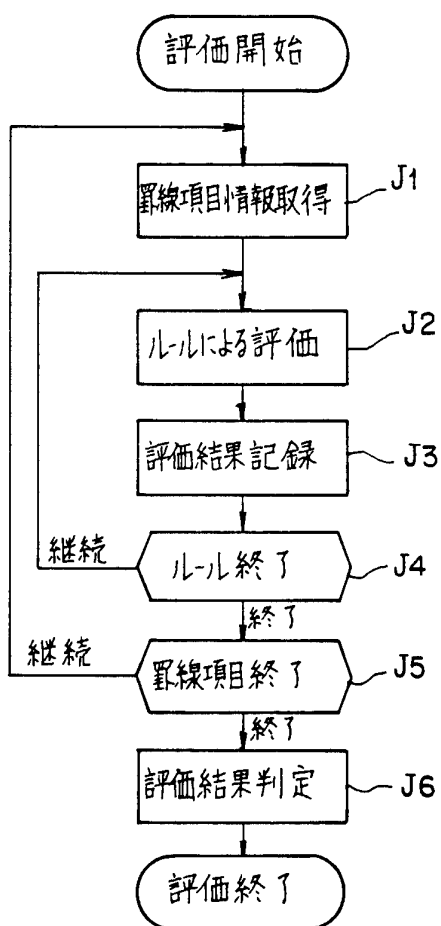 評価開始
罫線項目情報取得
J1
ルールによる評価
J2
評価結果記録
J3
継続
ルール終了
J4
終了
継続
罫線項目終了
J5
終了
評価結果判定
J6
評価終了